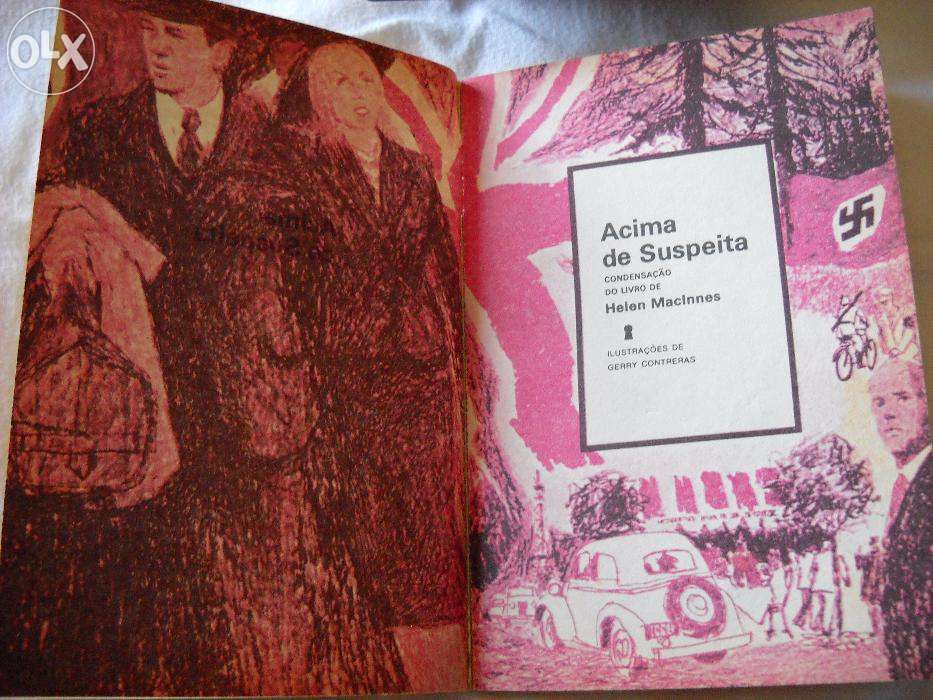 OLX
Acima
de Suspeita
CONDENSAÇÃO
DO LIVRO DE
Helen MacInnes
ILUSTRAÇÕES DE
GERRY CONTRERAS